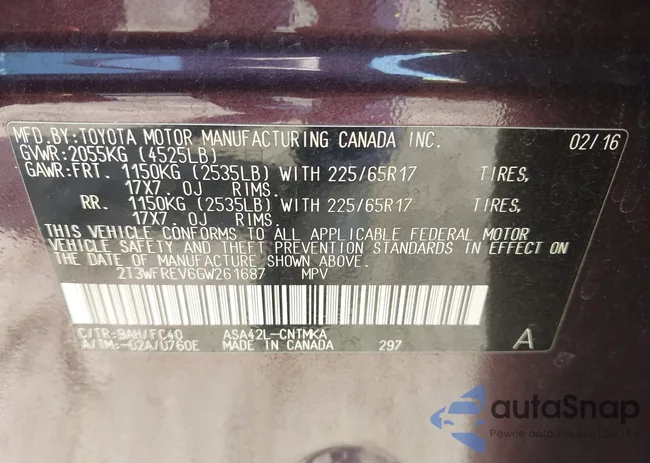 MFD.BY:TOYOTA MOTOR MANUFACTURING CANADA INC. 02/16
GVWR:2055KG (4525LB)
GAWR:FRT. 1150KG (2535LB) WITH 225/65R17 TIRES,
17X7.0J RIMS.
RR. 1150KG (2535LB) WITH 225/65R17 TIRES,
17X7.0J RIMS.
THIS VEHICLE CONFORMS TO ALL APPLICABLE FEDERAL MOTOR
VEHICLE SAFETY AND THEFT PREVENTION STANDARDS IN EFFECT ON
THE DATE OF MANUFACTURE SHOWN ABOVE.
2T3WFREV6GW261687 MPV
C/TR:9AH/FC40 ASA42L-CNTMKA
A/TM:-02A/U760E MADE IN CANADA 297 A
autaSnap